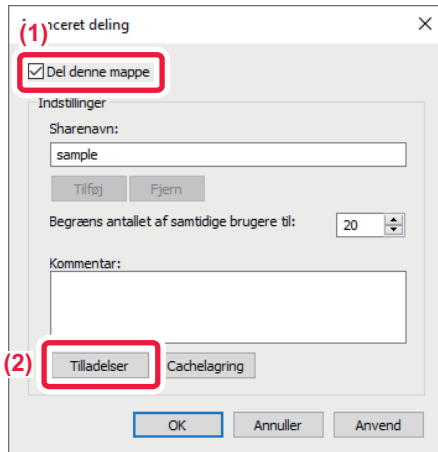 (1)
nceret deling
Del denne mappe
Indstillinger
Sharenavn:
sample
Tilføj Fjern
Begræns antallet af samtidige brugere til: 20
Kommentar:
(2)
Tilladelser Cachelagring
OK Annuller Anvend